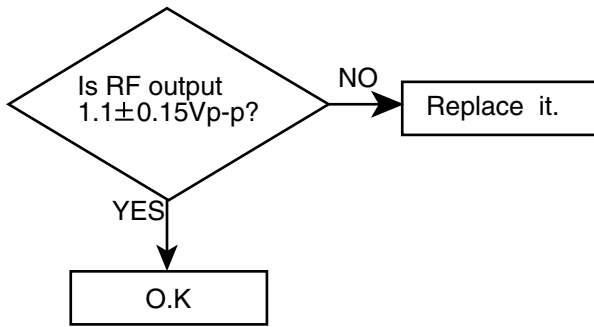 Is RF output
1.1±0.15Vp-p?
NO
Replace it.
YES
O.K